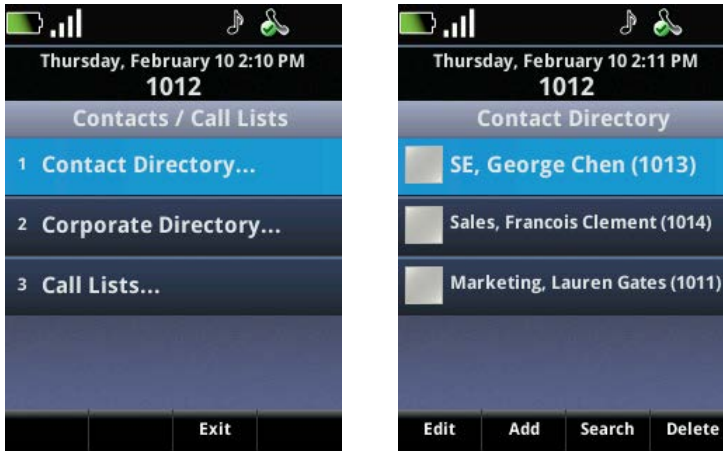 Thursday, February 10 2:10 PM
1012
Contacts / Call Lists
1 Contact Directory...
2 Corporate Directory...
3 Call Lists...
Exit
Thursday, February 10 2:11 PM
1012
Contact Directory
SE, George Chen (1013)
Sales, Francois Clement (1014)
Marketing, Lauren Gates (1011)
Edit Add Search Delete